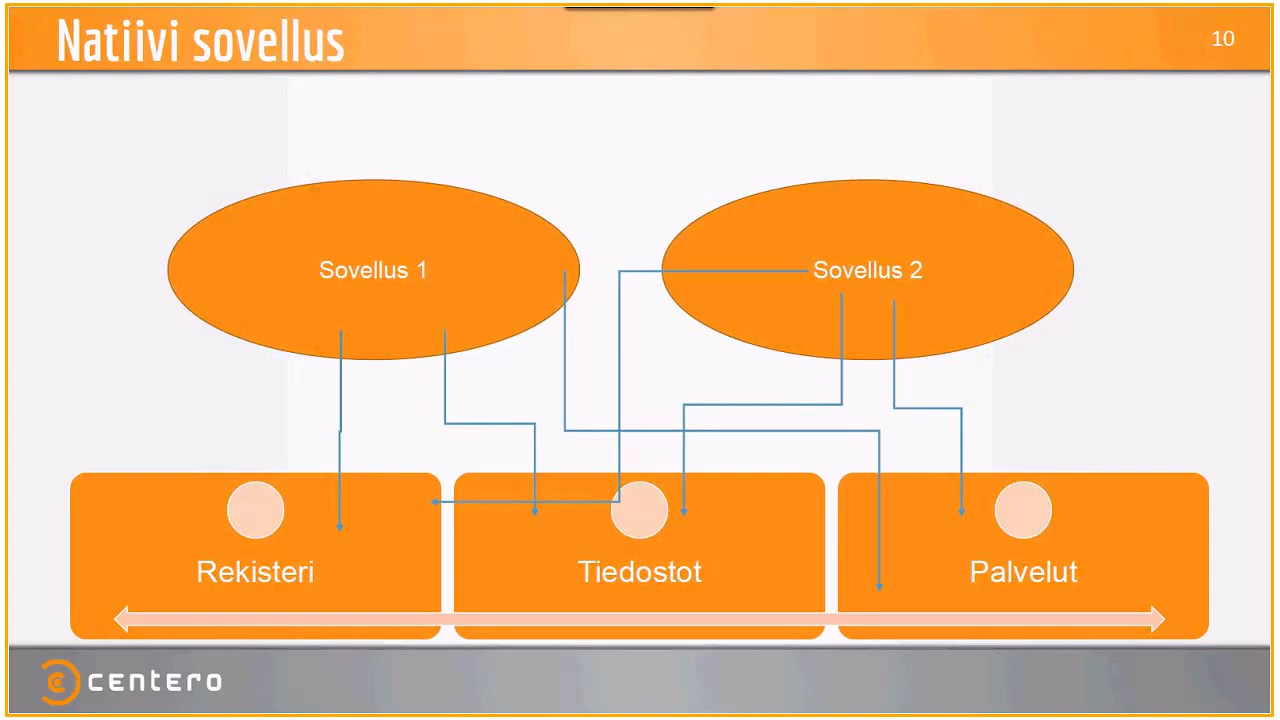 Natiivi sovellus
10
Sovellus 1
Sovellus 2
Rekisteri
Tiedostot
Palvelut
centero